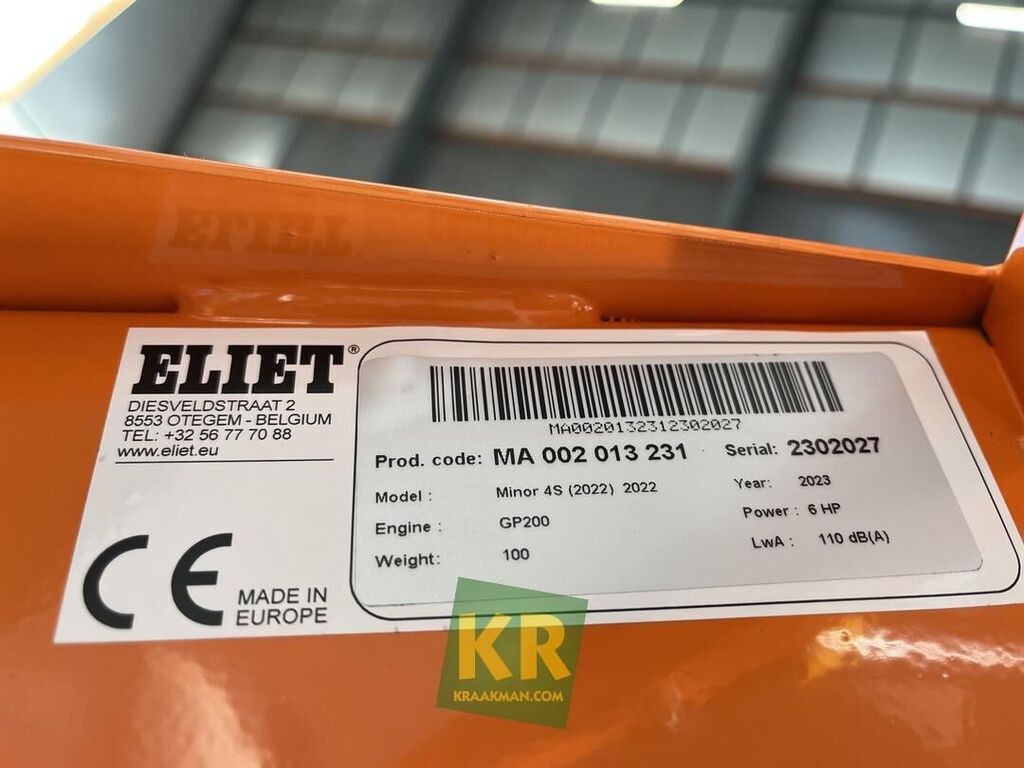 ELIET®
DIESVELDSTRAAT 2
8553 OTEGEM - BELGIUM
TEL: +32 56 77 70 88
www.eliet.eu
CE
MADE IN
EUROPE
MA0020132312302027
Prod. code: MA 002 013 231 Serial: 2302027
Model : Minor 4S (2022) 2022 Year: 2023
Engine : GP200 Power : 6 HP
Weight: 100 LwA : 110 dB(A)
KR
KRAAKMAN.COM